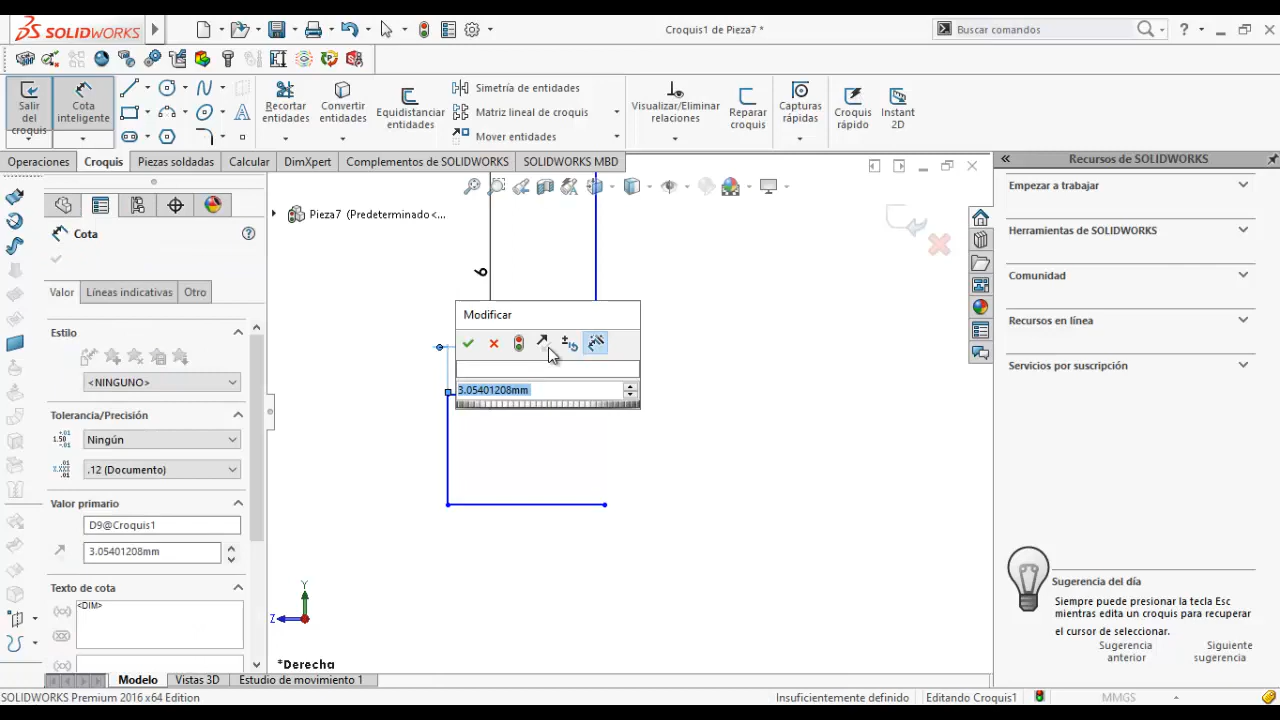 SOLIDWORKS
Croquis1 de Pieza7 *
Buscar comandos
Salir del croquis
Cota inteligente
Recortar entidades
Convertir entidades
Equidistanciar entidades
Simetría de entidades
Matriz lineal de croquis
Mover entidades
Visualizar/Eliminar relaciones
Reparar croquis
Capturas rápidas
Croquis rápido
Instant 2D
Operaciones
Croquis
Piezas soldadas
Calcular
DimXpert
Complementos de SOLIDWORKS
SOLIDWORKS MBD
Recursos de SOLIDWORKS
Empezar a trabajar
Herramientas de SOLIDWORKS
Comunidad
Recursos en línea
Servicios por suscripción
Pieza7 (Predeterminado<...
Cota
Valor
Líneas indicativas
Otro
Estilo
<NINGUNO>
Tolerancia/Precisión
Ningún
.12 (Documento)
Valor primario
D9@Croquis1
3.05401208mm
Texto de cota
<DIM>
6
Modificar
3.05401208mm
Y
Z
*Derecha
Sugerencia del día
Siempre puede presionar la tecla Esc
mientras edita un croquis para recuperar
el cursor de seleccionar.
Sugerencia anterior
Siguiente sugerencia
Modelo
Vistas 3D
Estudio de movimiento 1
SOLIDWORKS Premium 2016 x64 Edition
Insuficientemente definido
Editando Croquis1
MMGS